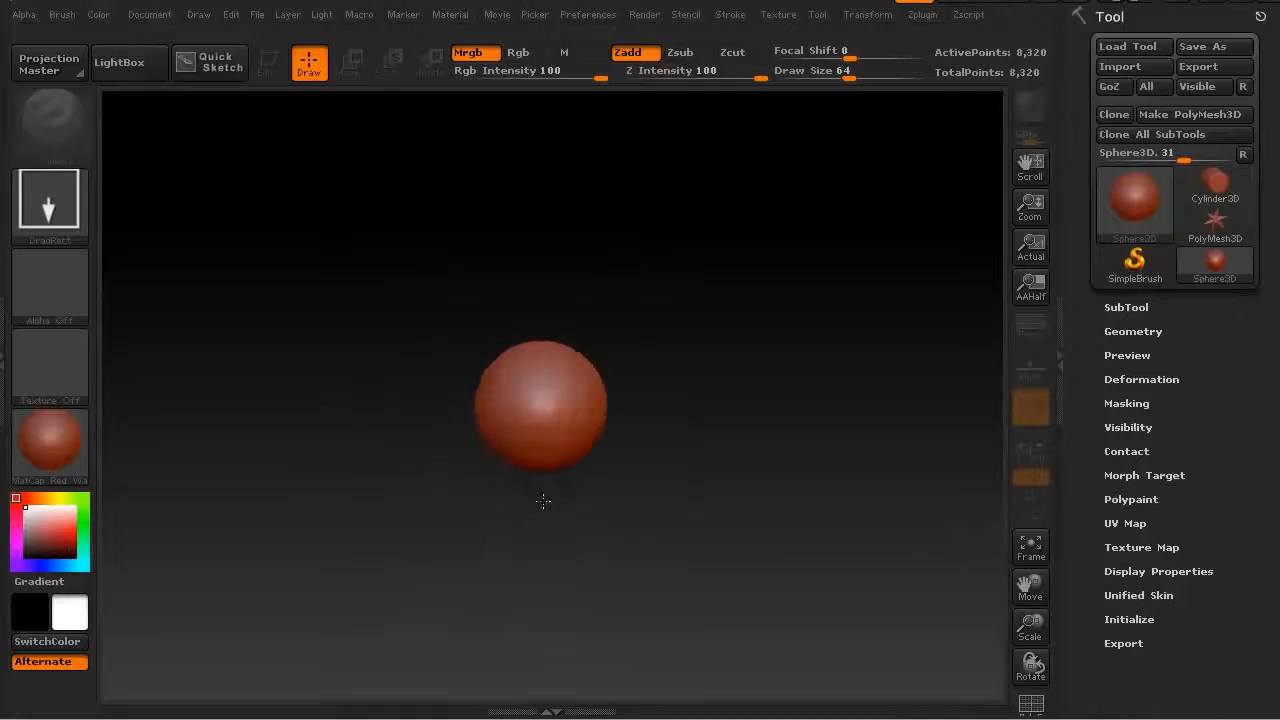 Alpha Brush Color Document Draw Edit File Layer Light Macro Marker Material Movie Picker Preferences Render Stencil Stroke Texture Tool Transform Zplugin Zscript
Projection Master
LightBox
Quick Sketch
Edit
Draw
Move
Scale
Rotate
Mrgb Rgb M
Rgb Intensity 100
Zadd Zsub Zcut
Z Intensity 100
Focal Shift 0
Draw Size 64
ActivePoints: 8,320
TotalPoints: 8,320
DragRect
Alpha Off
Texture Off
MatCap Red Wa
Gradient
SwitchColor
Alternate
Scroll
Zoom
Actual
AAHalf
Frame
Move
Scale
Rotate
Tool
Load Tool Save As
Import Export
GoZ All Visible R
Clone Make PolyMesh3D
Clone All SubTools
Sphere3D. 31 R
Sphere3D
Cylinder3D
PolyMesh3D
SimpleBrush
Sphere3D
SubTool
Geometry
Preview
Deformation
Masking
Visibility
Contact
Morph Target
Polypaint
UV Map
Texture Map
Display Properties
Unified Skin
Initialize
Export